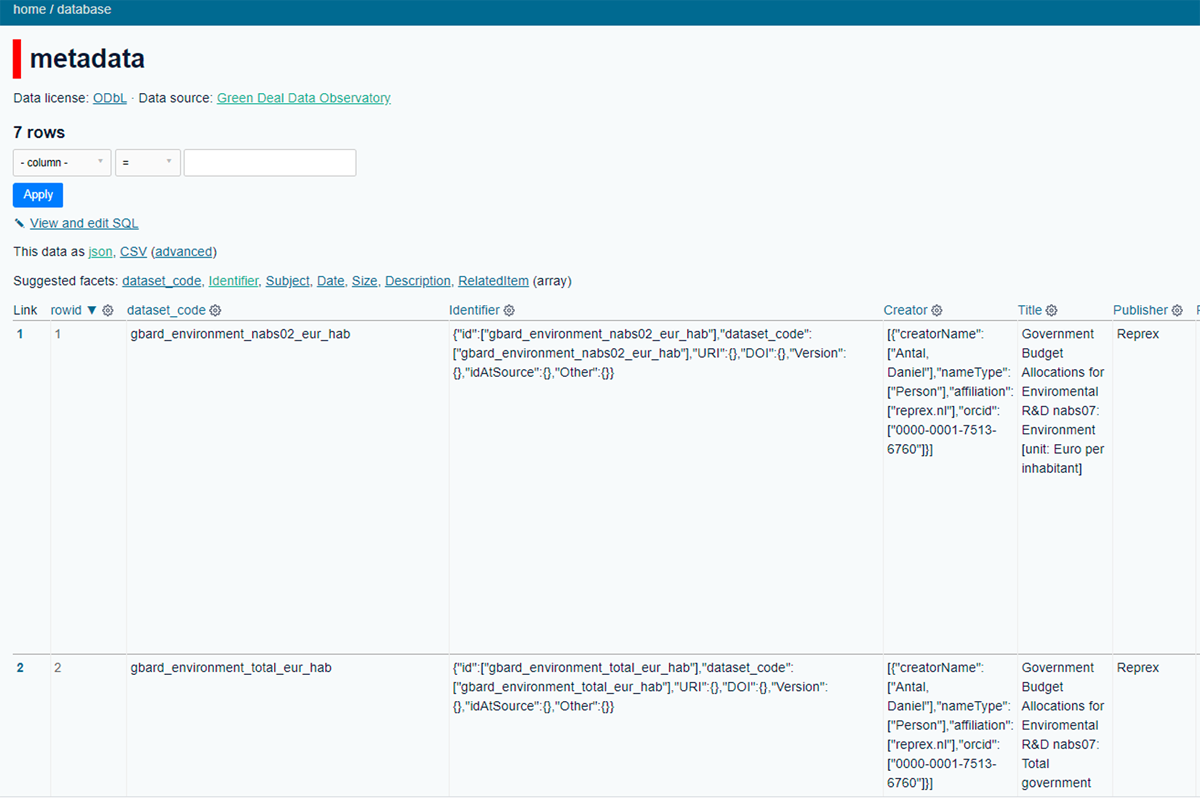 home / database
metadata
Data license: ODbL · Data source: Green Deal Data Observatory
7 rows
- column - =
Apply
View and edit SQL
This data as json, CSV (advanced)
Suggested facets: dataset_code, Identifier, Subject, Date, Size, Description, RelatedItem (array)
Link rowid ▼ dataset_code Identifier Creator Title Publisher
1 1 gbard_environment_nabs02_eur_hab {"id":["gbard_environment_nabs02_eur_hab"],"dataset_code": [{"creatorName": Government Reprex
["gbard_environment_nabs02_eur_hab"],"URI":{},"DOI":{},"Version": ["Antal, Budget
{},"idAtSource":{},"Other":{}} Daniel"],"nameType": Allocations for
["Person"],"affiliation": Enviromental
["reprex.nl"],"orcid": R&D nabs07:
["0000-0001-7513- Environment
6760"]}] [unit: Euro per
inhabitant]
2 2 gbard_environment_total_eur_hab {"id":["gbard_environment_total_eur_hab"],"dataset_code": [{"creatorName": Government Reprex
["gbard_environment_total_eur_hab"],"URI":{},"DOI":{},"Version": ["Antal, Budget
{},"idAtSource":{},"Other":{}} Daniel"],"nameType": Allocations for
["Person"],"affiliation": Enviromental
["reprex.nl"],"orcid": R&D nabs07:
["0000-0001-7513- Total
6760"]}] government